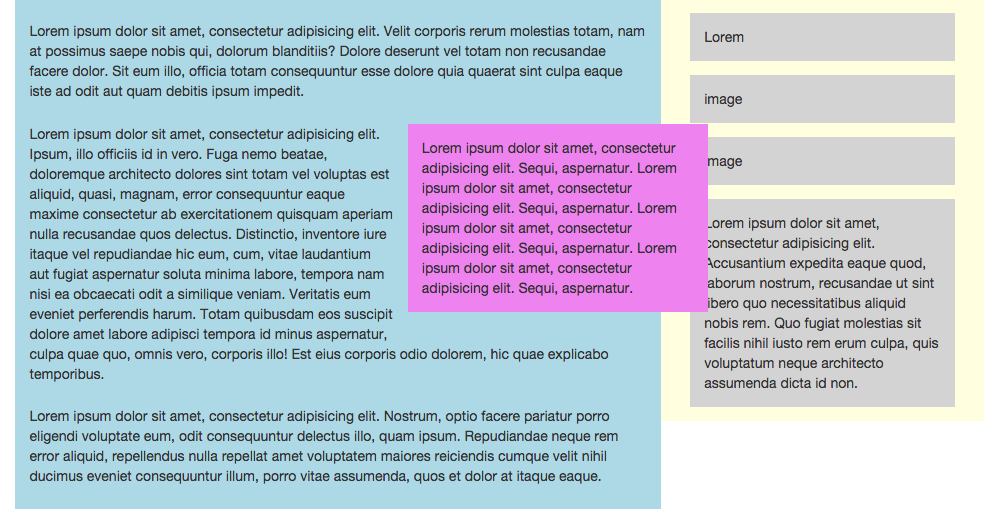 Lorem ipsum dolor sit amet, consectetur adipisicing elit. Velit corporis rerum molestias totam, nam
at possimus saepe nobis qui, dolorum blanditiis? Dolore deserunt vel totam non recusandae
facere dolor. Sit eum illo, officia totam consequuntur esse dolore quia quaerat sint culpa eaque
iste ad odit aut quam debitis ipsum impedit.
Lorem ipsum dolor sit amet, consectetur adipisicing elit.
Ipsum, illo officiis id in vero. Fuga nemo beatae,
doloremque architecto dolores sint totam vel voluptas est
aliquid, quasi, magnam, error consequuntur eaque
maxime consectetur ab exercitationem quisquam aperiam
nulla recusandae quos delectus. Distinctio, inventore iure
itaque vel repudiandae hic eum, cum, vitae laudantium
aut fugiat aspernatur soluta minima labore, tempora nam
nisi ea obcaecati odit a similique veniam. Veritatis eum
eveniet perferendis harum. Totam quibusdam eos suscipit
dolore amet labore adipisci tempora id minus aspernatur,
culpa quae quo, omnis vero, corporis illo! Est eius corporis odio dolorem, hic quae explicabo
temporibus.
Lorem ipsum dolor sit amet, consectetur
adipisicing elit. Sequi, aspernatur. Lorem
ipsum dolor sit amet, consectetur
adipisicing elit. Sequi, aspernatur. Lorem
ipsum dolor sit amet, consectetur
adipisicing elit. Sequi, aspernatur. Lorem
ipsum dolor sit amet, consectetur
adipisicing elit. Sequi, aspernatur.
Lorem ipsum dolor sit amet, consectetur adipisicing elit. Nostrum, optio facere pariatur porro
eligendi voluptate eum, odit consequuntur delectus illo, quam ipsum. Repudiandae neque rem
error aliquid, repellendus nulla repellat amet voluptatem maiores reiciendis cumque velit nihil
ducimus eveniet consequuntur illum, porro vitae assumenda, quos et dolor at itaque eaque.
Lorem
image
image
Lorem ipsum dolor sit amet,
consectetur adipisicing elit.
Accusantium expedita eaque quod,
laborum nostrum, recusandae ut sint
libero quo necessitatibus aliquid
nobis rem. Quo fugiat molestias sit
facilis nihil iusto rem erum culpa, quis
voluptatum neque architecto
assumenda dicta id non.